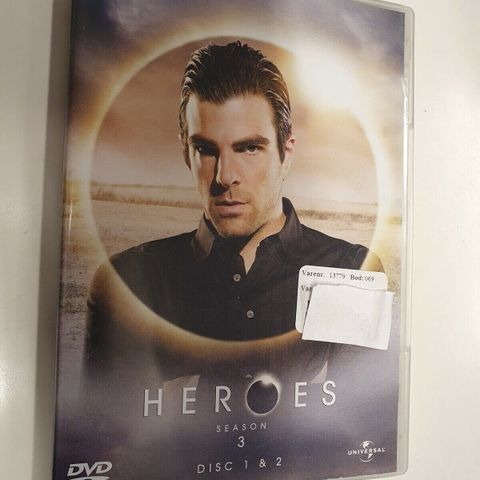 Varenr. 13779 Bod:069
HEROES
SEASON
3
DISC 1 & 2
DVD
UNIVERSAL